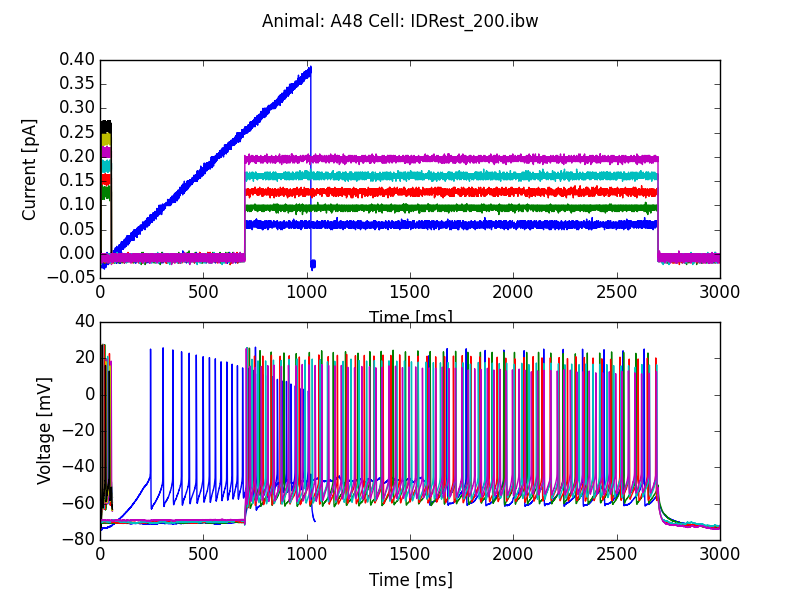 Animal: A48 Cell: IDRest_200.ibw
0.40
0.35
0.30
0.25
0.20
0.15
0.10
0.05
0.00
−0.05
Current [pA]
0 500 1000 1500 2000 2500 3000
Time [ms]
40
20
0
−20
−40
−60
−80
Voltage [mV]
0 500 1000 1500 2000 2500 3000
Time [ms]